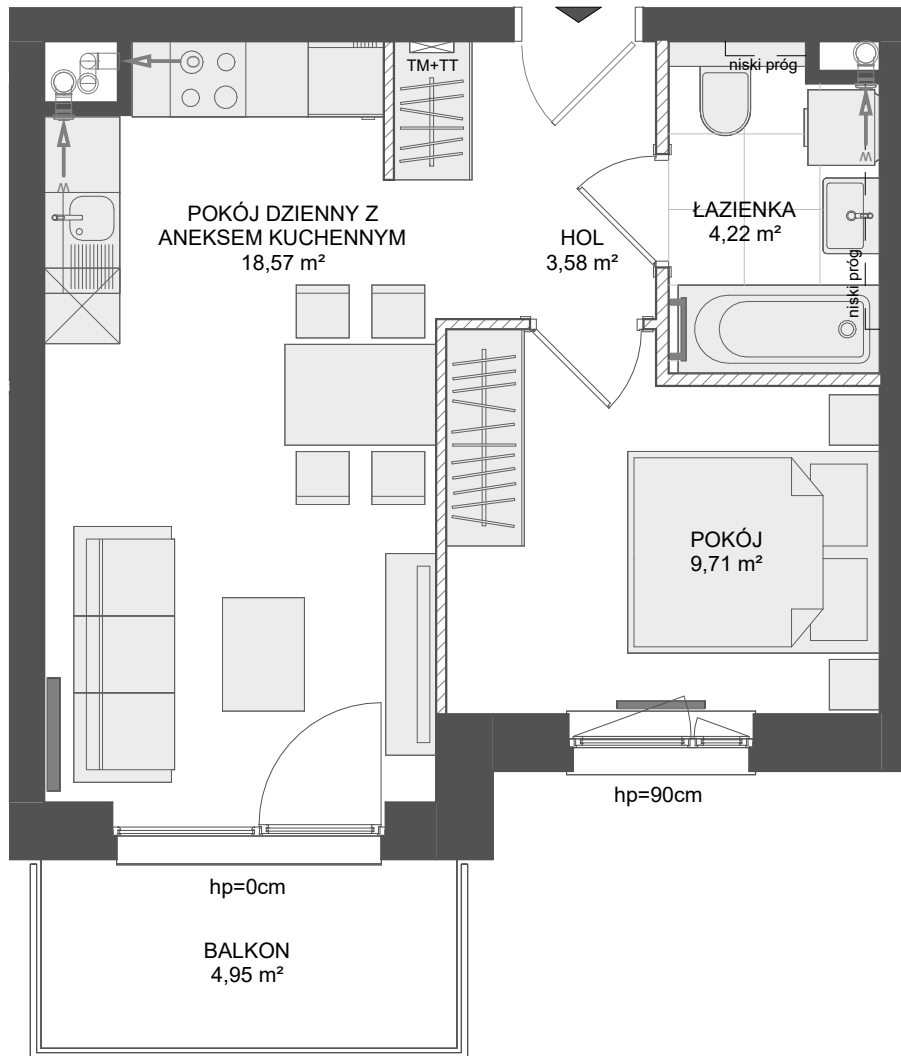 niski próg
TM+TT
POKÓJ DZIENNY Z
ANEKSEM KUCHENNYM
18,57 m²
HOL
3,58 m²
ŁAZIENKA
4,22 m²
niski próg
POKÓJ
9,71 m²
hp=90cm
hp=0cm
BALKON
4,95 m²